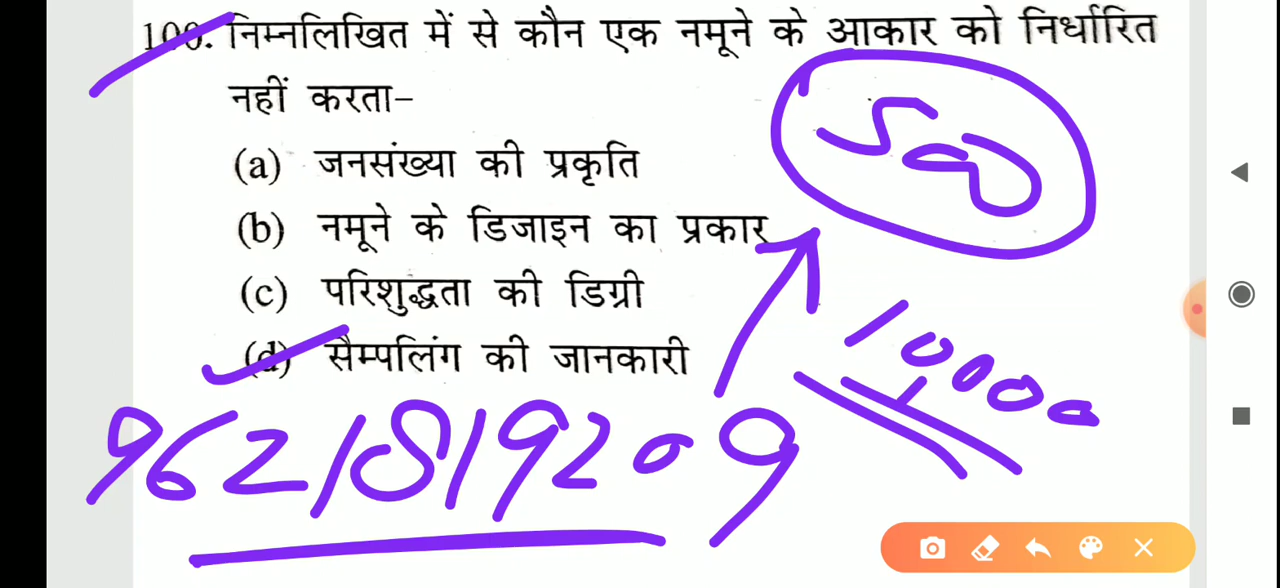 100. निम्नलिखित में से कौन एक नमूने के आकार को निर्धारित
नहीं करता–
(a) जनसंख्या की प्रकृति
(b) नमूने के डिजाइन का प्रकार
(c) परिशुद्धता की डिग्री
(d) सैम्पलिंग की जानकारी
500
10000
9621819209